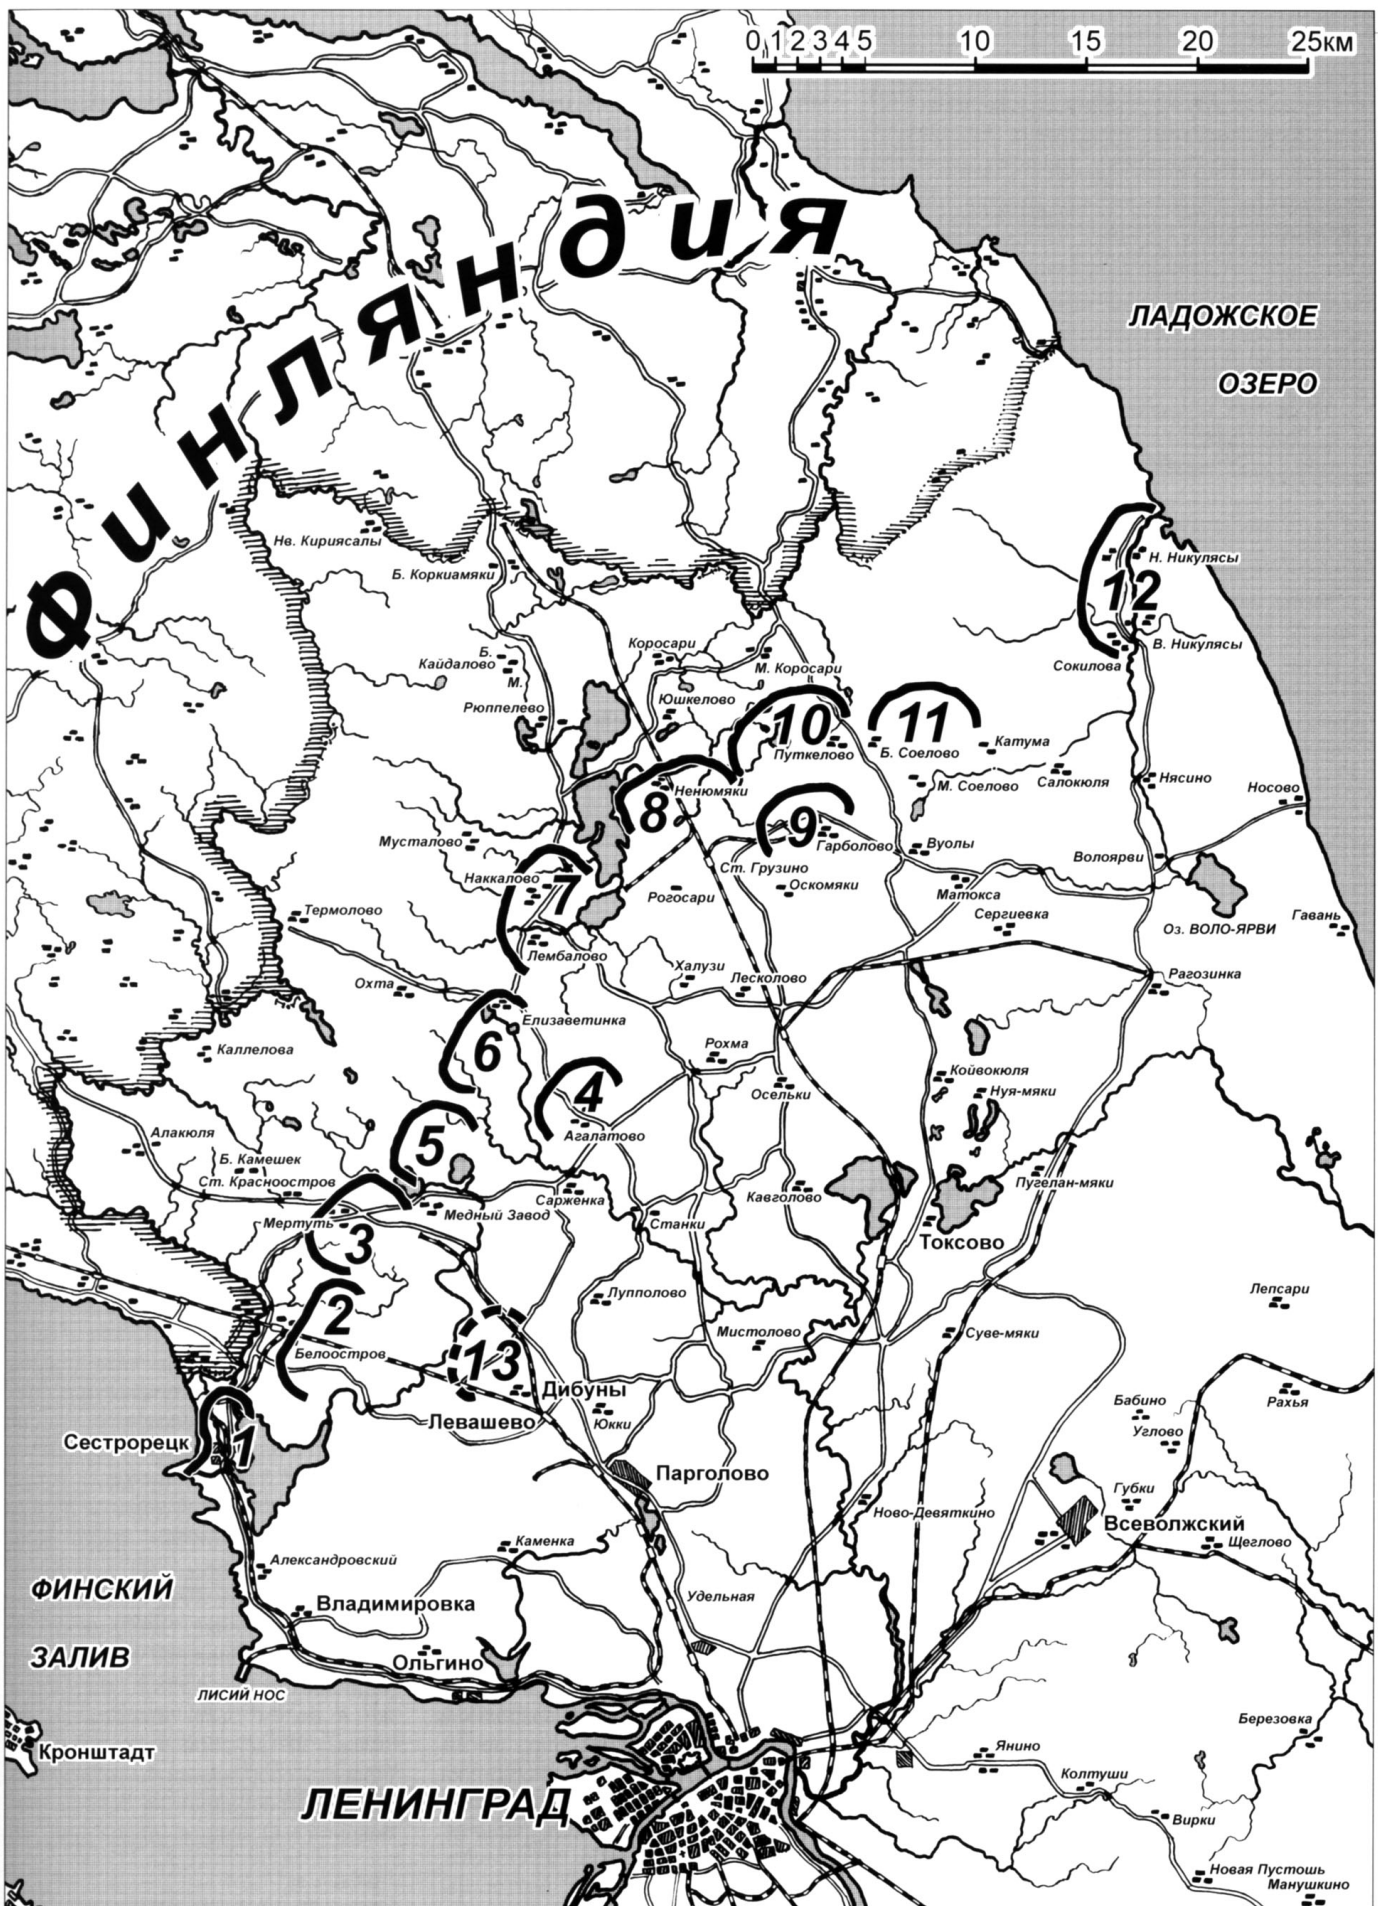 0 1 2 3 4 5 10 15 20 25км
Финляндия
ЛАДОЖСКОЕ
ОЗЕРО
Нв. Кириясалы
Б. Коркиамяки
Н. Никулясы
12
В. Никулясы
Сокилова
Коросари
М. Коросари
Б.
Кайдалово
М.
Рюппелево
Юшкелово
10
Путкелово
11
Б. Соелово
Катума
М. Соелово
Салокюля
Нясино
Носово
Ненюмяки
8
9
Гарболово
Вуолы
Волоярви
Мусталово
Наккалово
7
Ст. Грузино
Оскомяки
Рогосари
Матокса
Сергиевка
Оз. ВОЛО-ЯРВИ
Гавань
Термолово
Лембалово
Халузи
Лесколово
Рагозинка
Охта
Елизаветинка
6
Каллелова
Рохма
Койвокюля
Нуя-мяки
4
Осельки
Агалатово
5
Алакюля
Б. Камешек
Ст. Красноостров
Сарженка
Кавголово
Пугелан-мяки
Мертуть
Медный Завод
Станки
3
Токсово
2
Лупполово
Лепсари
Белоостров
13
Мистолово
Суве-мяки
Дибуны
Левашево
Юкки
Бабино
Рахья
Углово
Сестрорецк
1
Парголово
Губки
Ново-Девяткино
Всеволжский
Щеглово
Каменка
Александровский
ФИНСКИЙ
ЗАЛИВ
Владимировка
Удельная
Ольгино
ЛИСИЙ НОС
Кронштадт
Березовка
Янино
Колтуши
ЛЕНИНГРАД
Вирки
Новая Пустошь
Манушкино